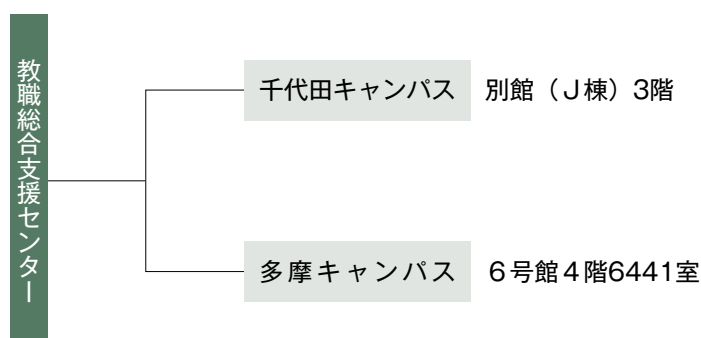 教職総合支援センター
千代田キャンパス 別館（Ｊ棟）3階
多摩キャンパス ６号館４階6441室